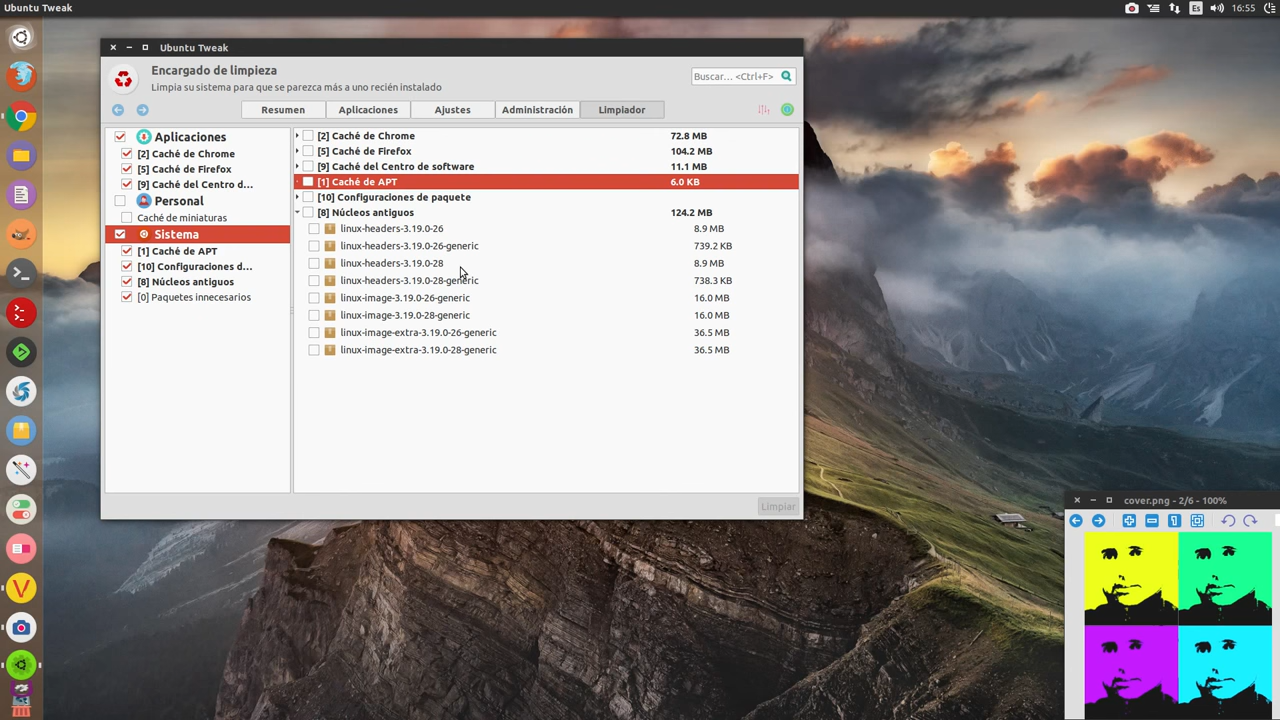 Ubuntu Tweak
Es
16:55
Ubuntu Tweak
Encargado de limpieza
Limpia su sistema para que se parezca más a uno recién instalado
Buscar... <Ctrl+F>
Resumen
Aplicaciones
Ajustes
Administración
Limpiador
Aplicaciones
[2] Caché de Chrome
[5] Caché de Firefox
[9] Caché del Centro d...
Personal
Caché de miniaturas
Sistema
[1] Caché de APT
[10] Configuraciones d...
[8] Núcleos antiguos
[0] Paquetes innecesarios
[2] Caché de Chrome 72.8 MB
[5] Caché de Firefox 104.2 MB
[9] Caché del Centro de software 11.1 MB
[1] Caché de APT 6.0 KB
[10] Configuraciones de paquete
[8] Núcleos antiguos 124.2 MB
linux-headers-3.19.0-26 8.9 MB
linux-headers-3.19.0-26-generic 739.2 KB
linux-headers-3.19.0-28 8.9 MB
linux-headers-3.19.0-28-generic 738.3 KB
linux-image-3.19.0-26-generic 16.0 MB
linux-image-3.19.0-28-generic 16.0 MB
linux-image-extra-3.19.0-26-generic 36.5 MB
linux-image-extra-3.19.0-28-generic 36.5 MB
Limpiar
cover.png - 2/6 - 100%